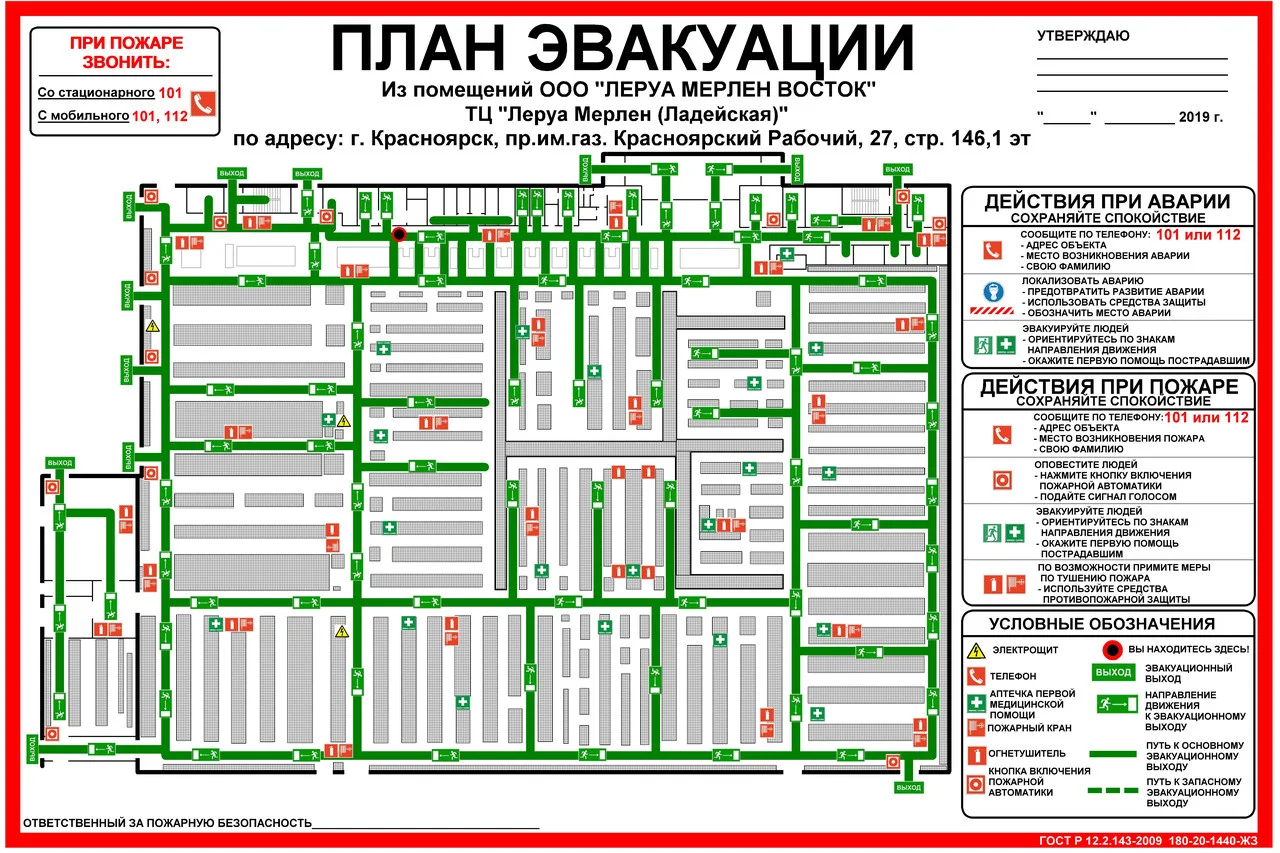 ПРИ ПОЖАРЕ
ЗВОНИТЬ:
Со стационарного 101
С мобильного 101, 112
ПЛАН ЭВАКУАЦИИ
Из помещений ООО "ЛЕРУА МЕРЛЕН ВОСТОК"
ТЦ "Леруа Мерлен (Ладейская)"
по адресу: г. Красноярск, пр.им.газ. Красноярский Рабочий, 27, стр. 146,1 эт
УТВЕРЖДАЮ
"______" __________ 2019 г.
ВЫХОД
ВЫХОД
ВЫХОД
ВЫХОД
ВЫХОД
ВЫХОД
ВЫХОД
ВЫХОД
ВЫХОД
ВЫХОД
ВЫХОД
ВЫХОД
ДЕЙСТВИЯ ПРИ АВАРИИ
СОХРАНЯЙТЕ СПОКОЙСТВИЕ
СООБЩИТЕ ПО ТЕЛЕФОНУ: 101 или 112
- АДРЕС ОБЪЕКТА
- МЕСТО ВОЗНИКНОВЕНИЯ АВАРИИ
- СВОЮ ФАМИЛИЮ
ЛОКАЛИЗОВАТЬ АВАРИЮ
- ПРЕДОТВРАТИТЬ РАЗВИТИЕ АВАРИИ
- ИСПОЛЬЗОВАТЬ СРЕДСТВА ЗАЩИТЫ
- ОБОЗНАЧИТЬ МЕСТО АВАРИИ
ЭВАКУИРУЙТЕ ЛЮДЕЙ
- ОРИЕНТИРУЙТЕСЬ ПО ЗНАКАМ
НАПРАВЛЕНИЯ ДВИЖЕНИЯ
- ОКАЖИТЕ ПЕРВУЮ ПОМОЩЬ ПОСТРАДАВШИМ
ДЕЙСТВИЯ ПРИ ПОЖАРЕ
СОХРАНЯЙТЕ СПОКОЙСТВИЕ
СООБЩИТЕ ПО ТЕЛЕФОНУ: 101 или 112
- АДРЕС ОБЪЕКТА
- МЕСТО ВОЗНИКНОВЕНИЯ ПОЖАРА
- СВОЮ ФАМИЛИЮ
ОПОВЕСТИТЕ ЛЮДЕЙ
- НАЖМИТЕ КНОПКУ ВКЛЮЧЕНИЯ
ПОЖАРНОЙ АВТОМАТИКИ
- ПОДАЙТЕ СИГНАЛ ГОЛОСОМ
ЭВАКУИРУЙТЕ ЛЮДЕЙ
- ОРИЕНТИРУЙТЕСЬ ПО ЗНАКАМ
НАПРАВЛЕНИЯ ДВИЖЕНИЯ
- ОКАЖИТЕ ПЕРВУЮ ПОМОЩЬ
ПОСТРАДАВШИМ
ПО ВОЗМОЖНОСТИ ПРИМИТЕ МЕРЫ
ПО ТУШЕНИЮ ПОЖАРА
- ИСПОЛЬЗУЙТЕ СРЕДСТВА
ПРОТИВОПОЖАРНОЙ ЗАЩИТЫ
УСЛОВНЫЕ ОБОЗНАЧЕНИЯ
ЭЛЕКТРОЩИТ
ТЕЛЕФОН
АПТЕЧКА ПЕРВОЙ
МЕДИЦИНСКОЙ
ПОМОЩИ
ПОЖАРНЫЙ КРАН
ОГНЕТУШИТЕЛЬ
КНОПКА ВКЛЮЧЕНИЯ
ПОЖАРНОЙ
АВТОМАТИКИ
ВЫ НАХОДИТЕСЬ ЗДЕСЬ!
ВЫХОД
ЭВАКУАЦИОННЫЙ
ВЫХОД
НАПРАВЛЕНИЕ
ДВИЖЕНИЯ
К ЭВАКУАЦИОННОМУ
ВЫХОДУ
ПУТЬ К ОСНОВНОМУ
ЭВАКУАЦИОННОМУ
ВЫХОДУ
ПУТЬ К ЗАПАСНОМУ
ЭВАКУАЦИОННОМУ
ВЫХОДУ
ОТВЕТСТВЕННЫЙ ЗА ПОЖАРНУЮ БЕЗОПАСНОСТЬ
ГОСТ Р 12.2.143-2009 180-20-1440-ЖЗ